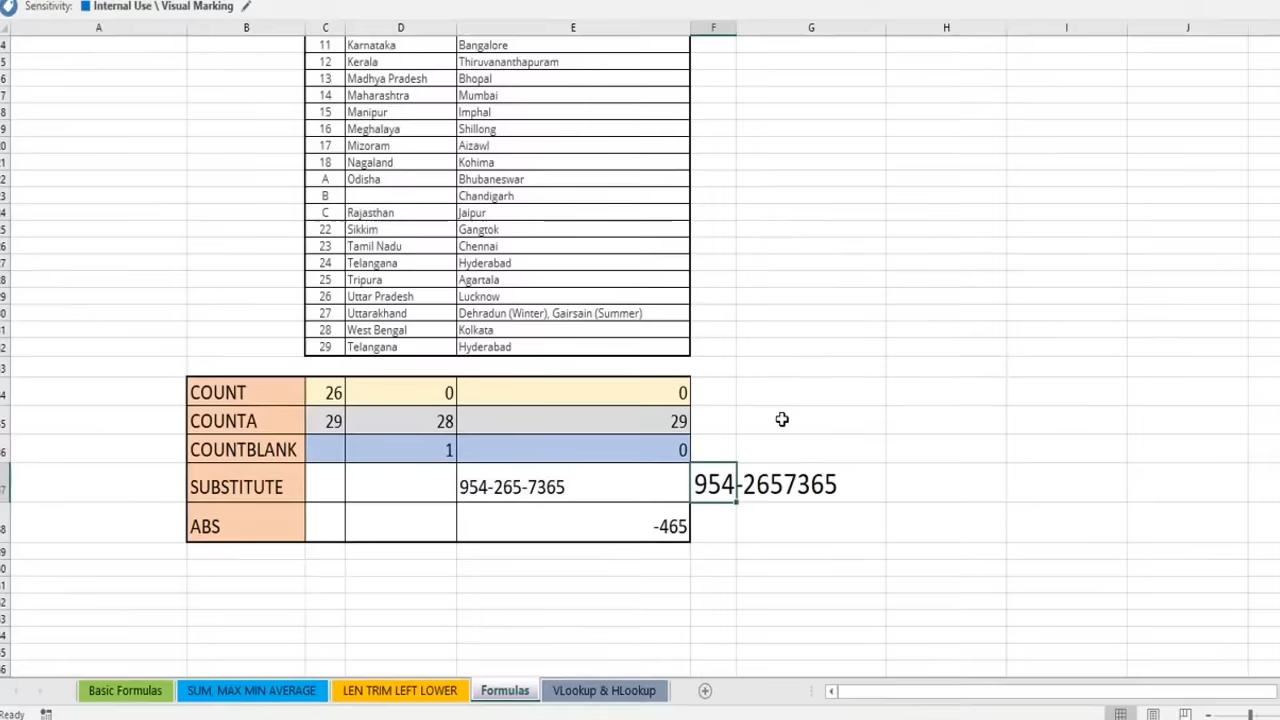 Sensitivity: Internal Use \ Visual Marking
A B C D E F G H I J
11 Karnataka Bangalore
12 Kerala Thiruvananthapuram
13 Madhya Pradesh Bhopal
14 Maharashtra Mumbai
15 Manipur Imphal
16 Meghalaya Shillong
17 Mizoram Aizawl
18 Nagaland Kohima
A Odisha Bhubaneswar
B Chandigarh
C Rajasthan Jaipur
22 Sikkim Gangtok
23 Tamil Nadu Chennai
24 Telangana Hyderabad
25 Tripura Agartala
26 Uttar Pradesh Lucknow
27 Uttarakhand Dehradun (Winter), Gairsain (Summer)
28 West Bengal Kolkata
29 Telangana Hyderabad
COUNT 26 0 0
COUNTA 29 28 29
COUNTBLANK 1 0
SUBSTITUTE 954-265-7365 954-2657365
ABS -465
Basic Formulas SUM, MAX MIN AVERAGE LEN TRIM LEFT LOWER Formulas VLookup & HLookup
Ready